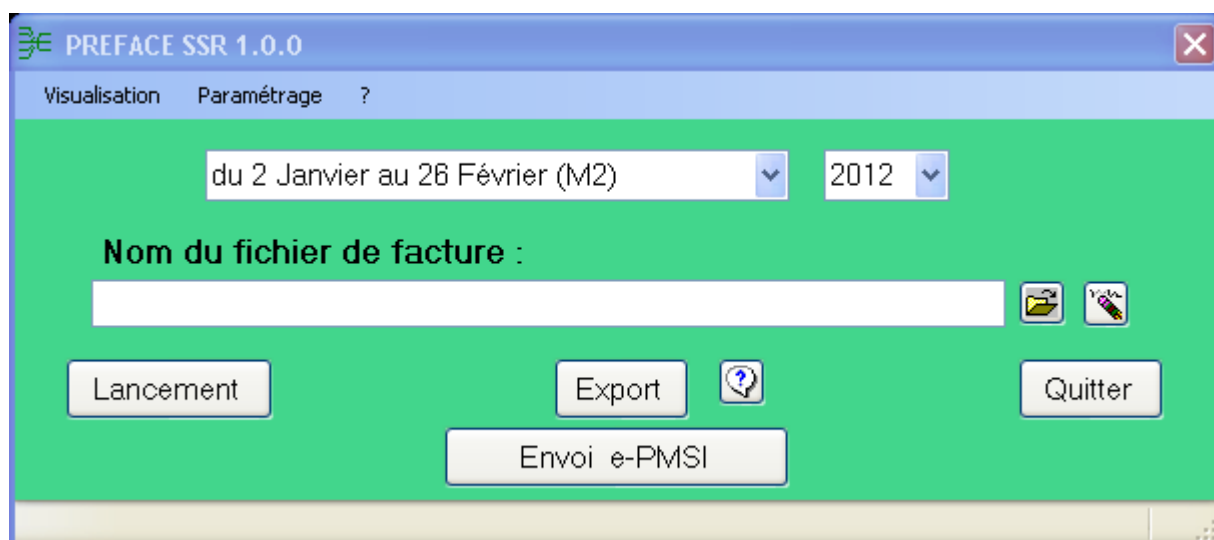 PREFACE SSR 1.0.0
Visualisation Paramétrage ?
du 2 Janvier au 26 Février (M2) 2012
Nom du fichier de facture :
Lancement Export ? Quitter
Envoi e-PMSI